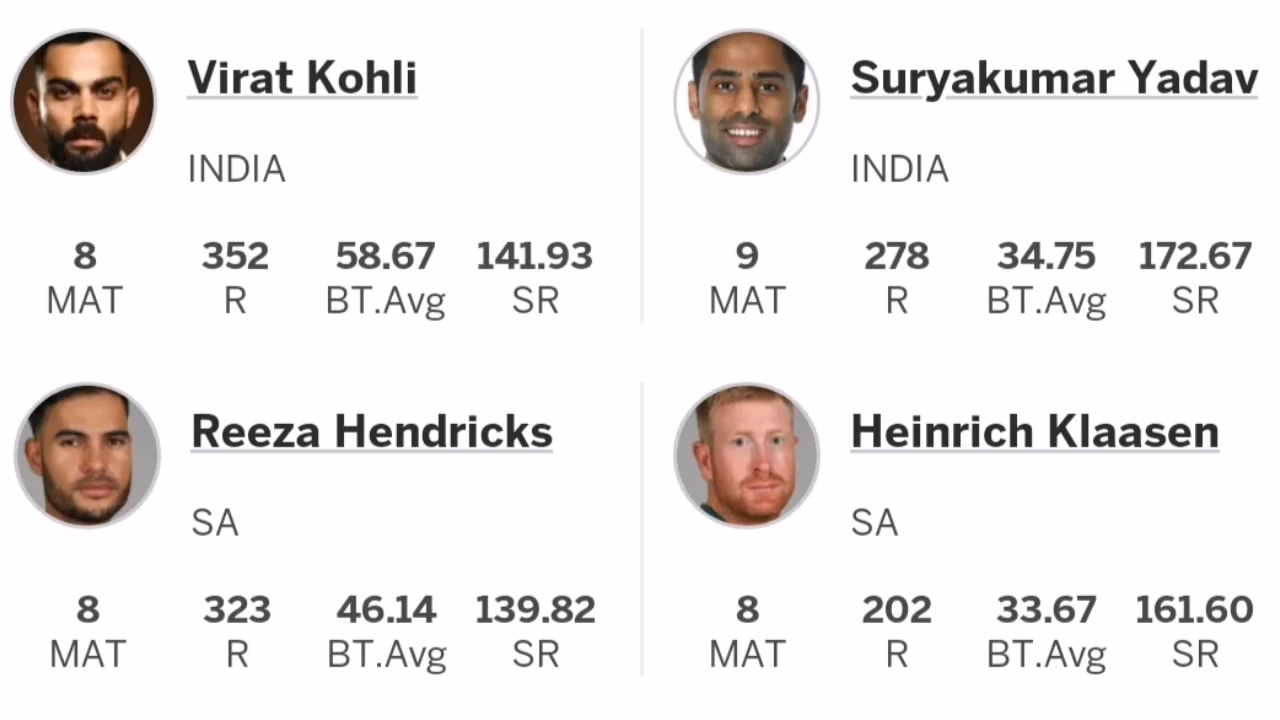 Virat Kohli
INDIA
8 352 58.67 141.93
MAT R BT.Avg SR
Suryakumar Yadav
INDIA
9 278 34.75 172.67
MAT R BT.Avg SR
Reeza Hendricks
SA
8 323 46.14 139.82
MAT R BT.Avg SR
Heinrich Klaasen
SA
8 202 33.67 161.60
MAT R BT.Avg SR